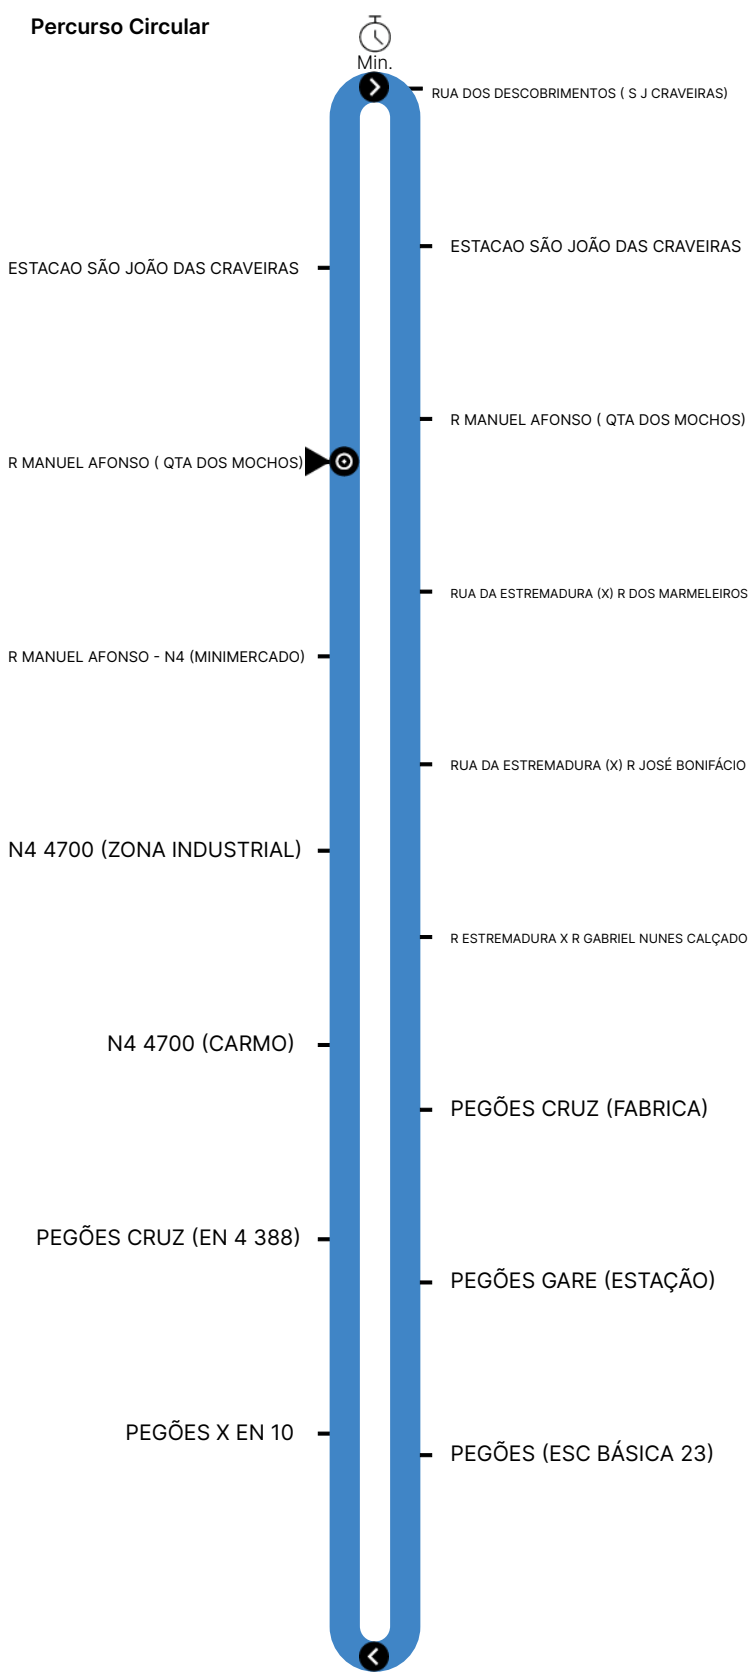 Percurso Circular
Min.
RUA DOS DESCOBRIMENTOS ( S J CRAVEIRAS)
ESTACAO SÃO JOÃO DAS CRAVEIRAS
ESTACAO SÃO JOÃO DAS CRAVEIRAS
R MANUEL AFONSO ( QTA DOS MOCHOS)
R MANUEL AFONSO ( QTA DOS MOCHOS)
RUA DA ESTREMADURA (X) R DOS MARMELEIROS
R MANUEL AFONSO - N4 (MINIMERCADO)
RUA DA ESTREMADURA (X) R JOSÉ BONIFÁCIO
N4 4700 (ZONA INDUSTRIAL)
R ESTREMADURA X R GABRIEL NUNES CALÇADO
N4 4700 (CARMO)
PEGÕES CRUZ (FABRICA)
PEGÕES CRUZ (EN 4 388)
PEGÕES GARE (ESTAÇÃO)
PEGÕES X EN 10
PEGÕES (ESC BÁSICA 23)